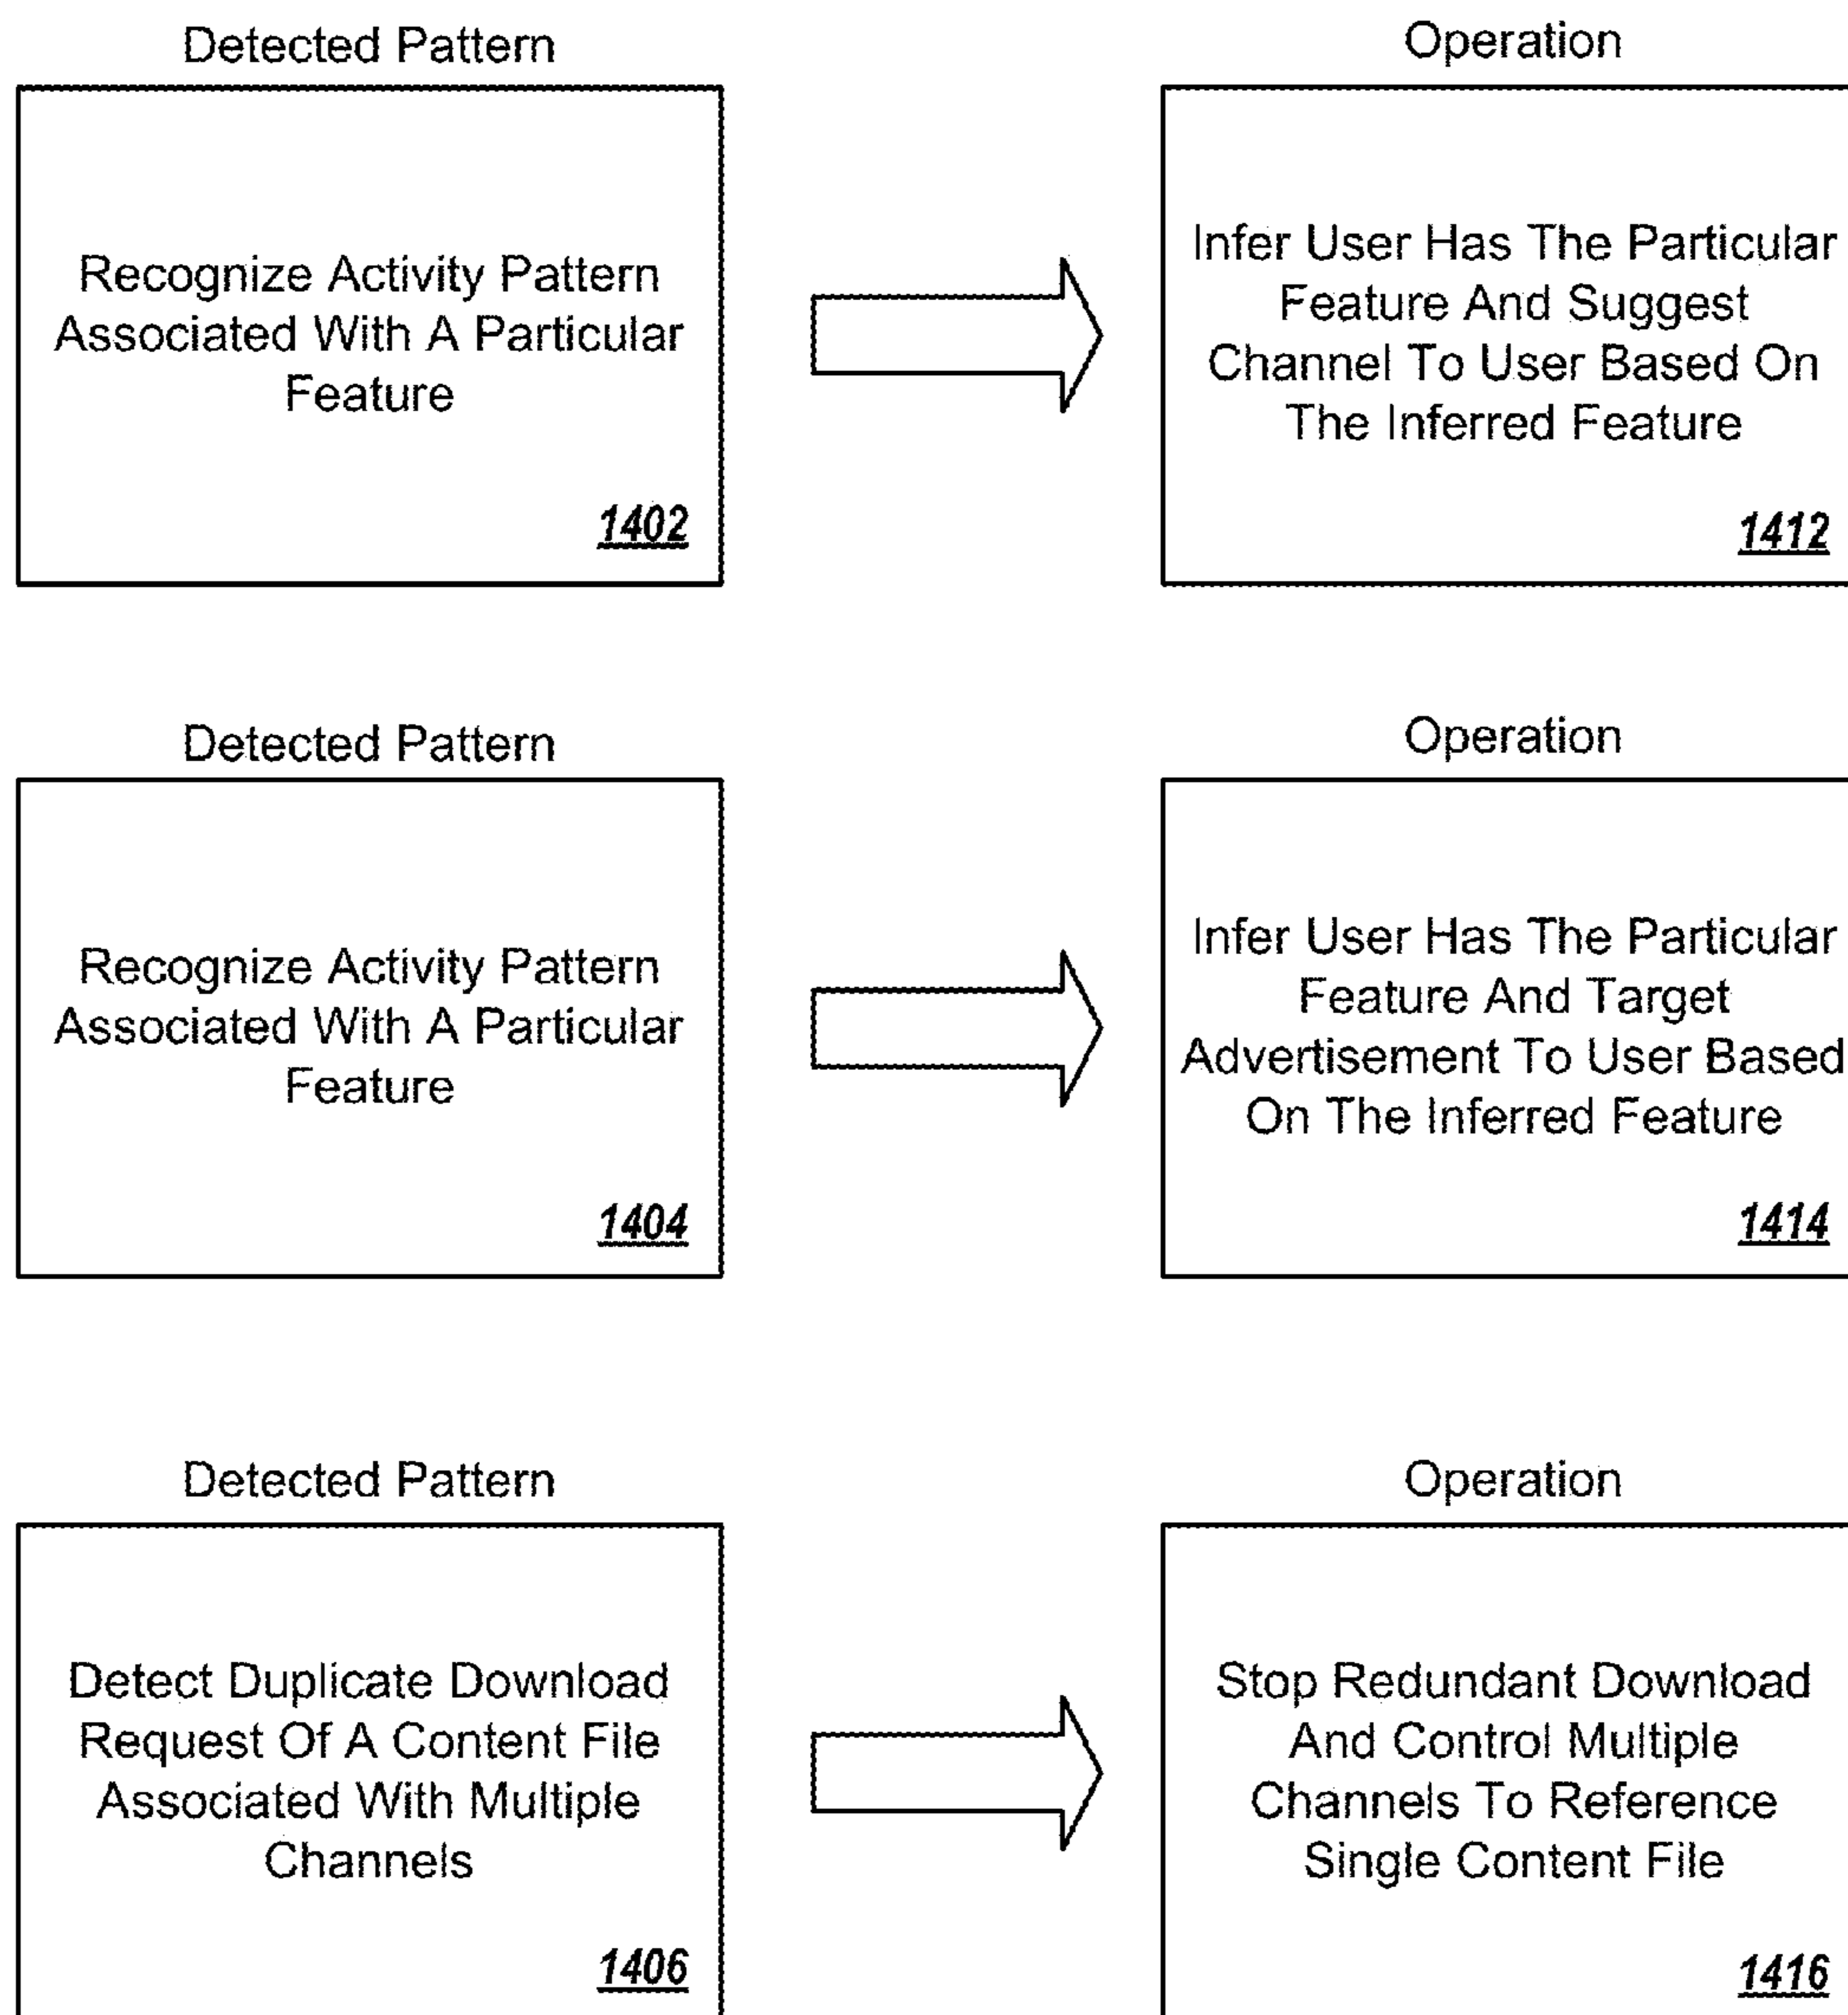 Detected Pattern
Recognize Activity Pattern
Associated With A Particular
Feature
1402
Operation
Infer User Has The Particular
Feature And Suggest
Channel To User Based On
The Inferred Feature
1412
Detected Pattern
Recognize Activity Pattern
Associated With A Particular
Feature
1404
Operation
Infer User Has The Particular
Feature And Target
Advertisement To User Based
On The Inferred Feature
1414
Detected Pattern
Detect Duplicate Download
Request Of A Content File
Associated With Multiple
Channels
1406
Operation
Stop Redundant Download
And Control Multiple
Channels To Reference
Single Content File
1416